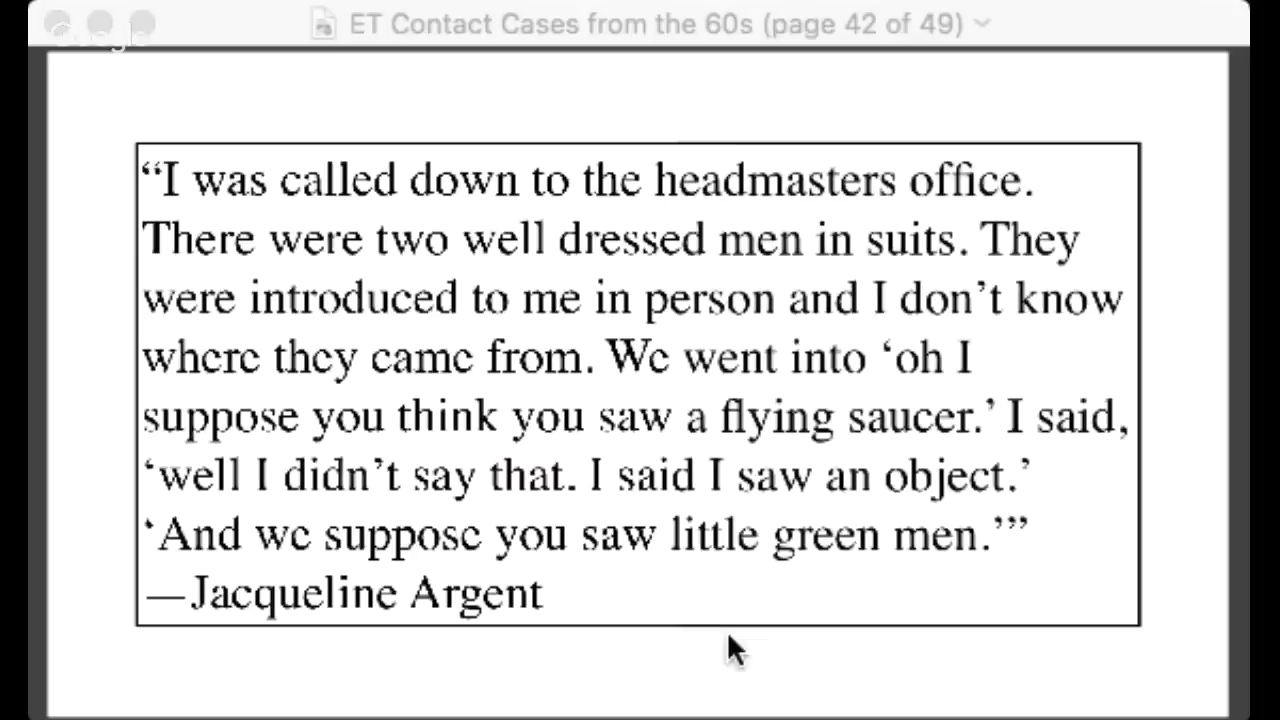 ET Contact Cases from the 60s (page 42 of 49)
Google
“I was called down to the headmasters office.
There were two well dressed men in suits. They
were introduced to me in person and I don’t know
where they came from. We went into ‘oh I
suppose you think you saw a flying saucer.’ I said,
‘well I didn’t say that. I said I saw an object.’
‘And we suppose you saw little green men.’”
—Jacqueline Argent